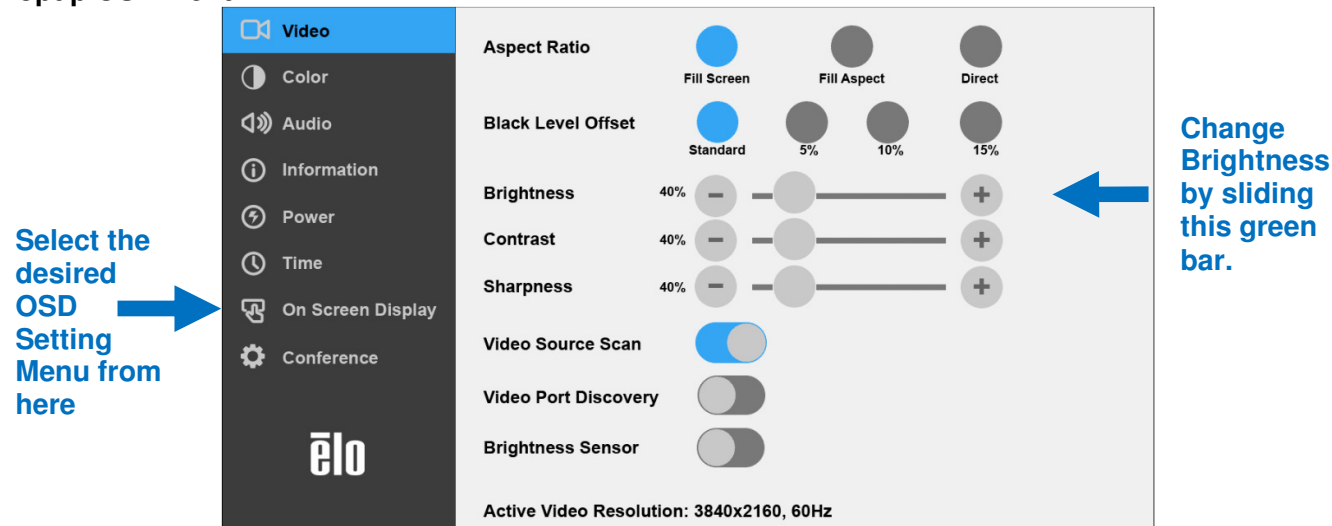 Video
Color
Audio
Information
Power
Time
On Screen Display
Conference
ēlo
Select the
desired
OSD
Setting
Menu from
here
Aspect Ratio
Fill Screen Fill Aspect Direct
Black Level Offset
Standard 5% 10% 15%
Brightness 40% − +
Contrast 40% − +
Sharpness 40% − +
Video Source Scan
Video Port Discovery
Brightness Sensor
Active Video Resolution: 3840x2160, 60Hz
Change
Brightness
by sliding
this green
bar.